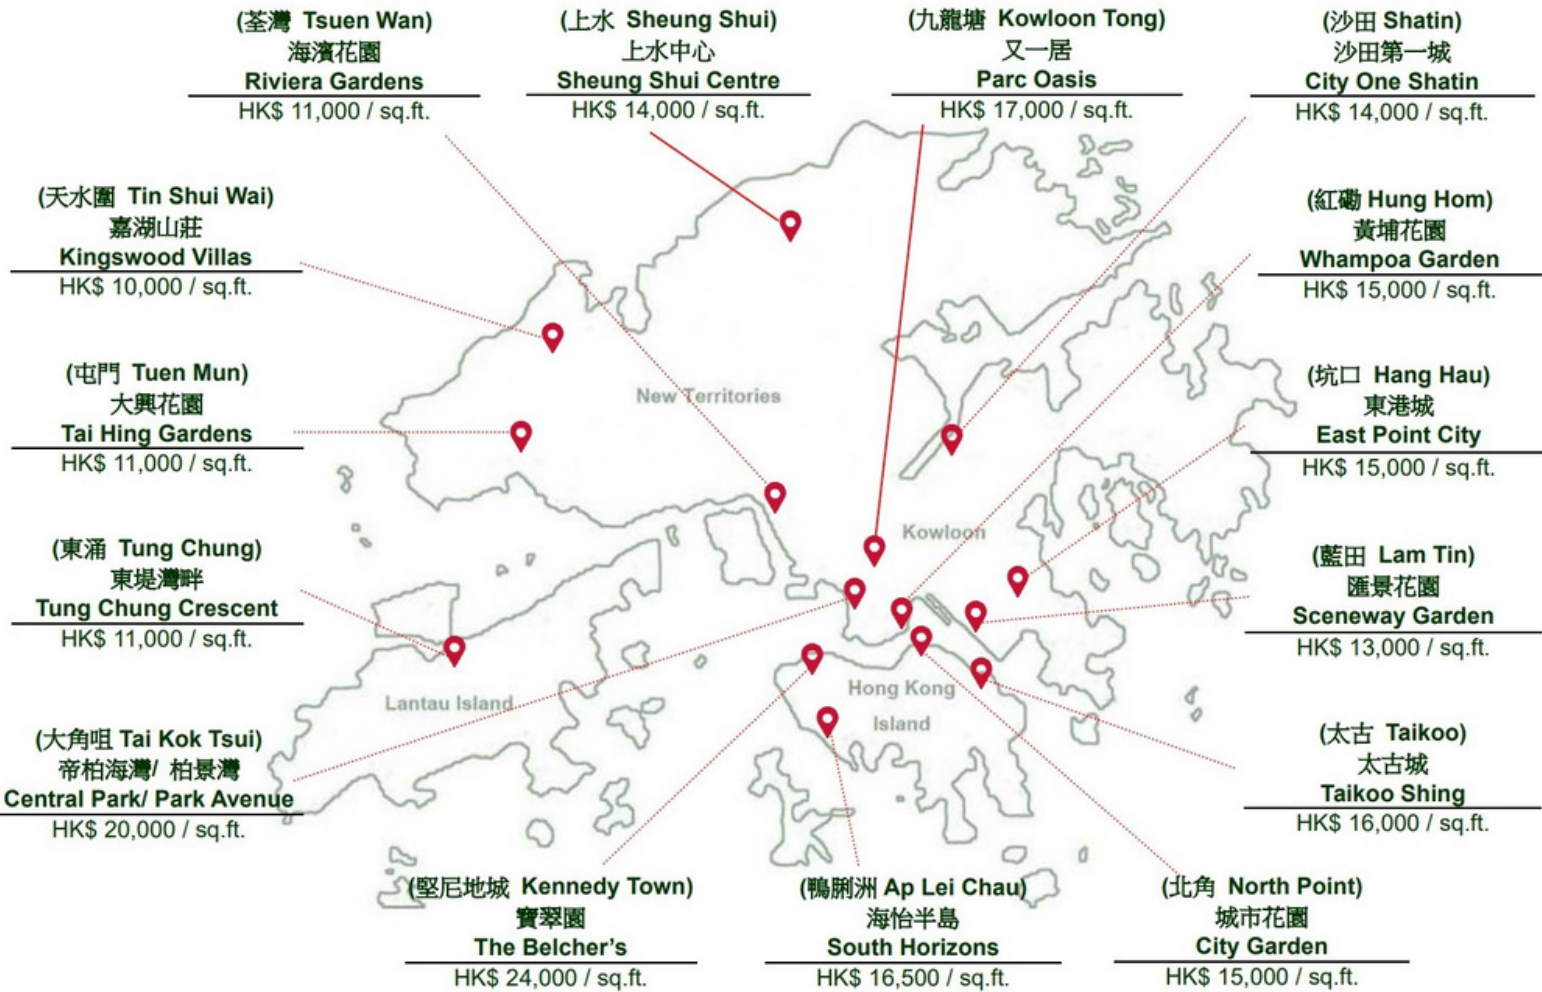 (荃灣 Tsuen Wan)
海濱花園
Riviera Gardens
HK$ 11,000 / sq.ft.
(上水 Sheung Shui)
上水中心
Sheung Shui Centre
HK$ 14,000 / sq.ft.
(九龍塘 Kowloon Tong)
又一居
Parc Oasis
HK$ 17,000 / sq.ft.
(沙田 Shatin)
沙田第一城
City One Shatin
HK$ 14,000 / sq.ft.
(天水圍 Tin Shui Wai)
嘉湖山莊
Kingswood Villas
HK$ 10,000 / sq.ft.
(紅磡 Hung Hom)
黃埔花園
Whampoa Garden
HK$ 15,000 / sq.ft.
(屯門 Tuen Mun)
大興花園
Tai Hing Gardens
HK$ 11,000 / sq.ft.
New Territories
(坑口 Hang Hau)
東港城
East Point City
HK$ 15,000 / sq.ft.
Kowloon
(東涌 Tung Chung)
東堤灣畔
Tung Chung Crescent
HK$ 11,000 / sq.ft.
(藍田 Lam Tin)
匯景花園
Sceneway Garden
HK$ 13,000 / sq.ft.
Lantau Island
Hong Kong
Island
(大角咀 Tai Kok Tsui)
帝柏海灣/ 柏景灣
Central Park/ Park Avenue
HK$ 20,000 / sq.ft.
(太古 Taikoo)
太古城
Taikoo Shing
HK$ 16,000 / sq.ft.
(堅尼地城 Kennedy Town)
寶翠園
The Belcher's
HK$ 24,000 / sq.ft.
(鴨脷洲 Ap Lei Chau)
海怡半島
South Horizons
HK$ 16,500 / sq.ft.
(北角 North Point)
城市花園
City Garden
HK$ 15,000 / sq.ft.